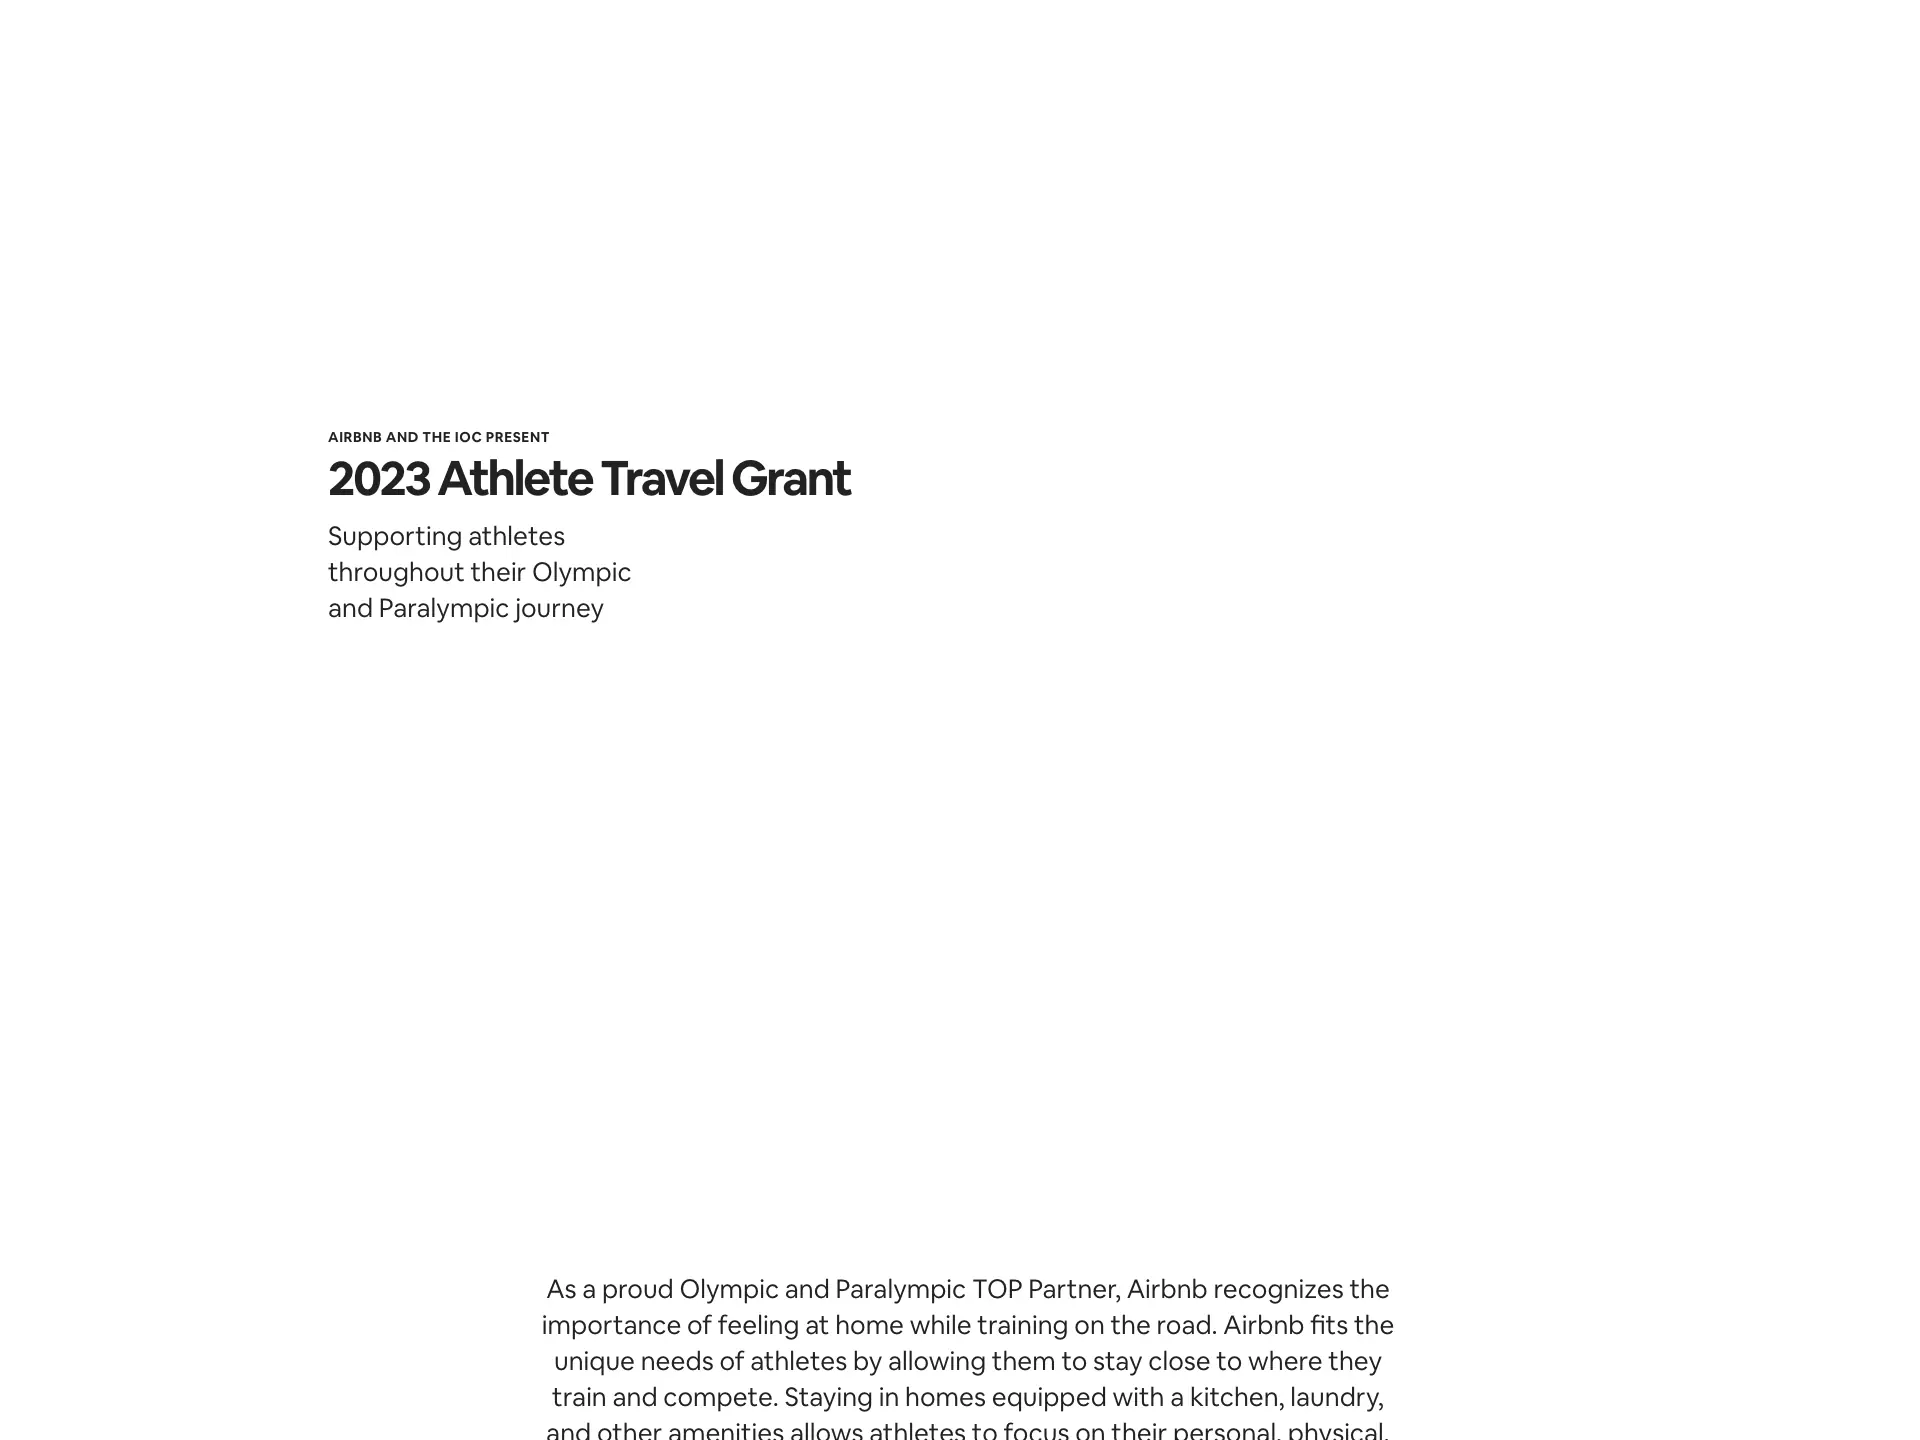 AIRBNB AND THE IOC PRESENT
2023 Athlete Travel Grant
Supporting athletes
throughout their Olympic
and Paralympic journey
As a proud Olympic and Paralympic TOP Partner, Airbnb recognizes the
importance of feeling at home while training on the road. Airbnb fits the
unique needs of athletes by allowing them to stay close to where they
train and compete. Staying in homes equipped with a kitchen, laundry,
and other amenities allows athletes to focus on their personal, physical,